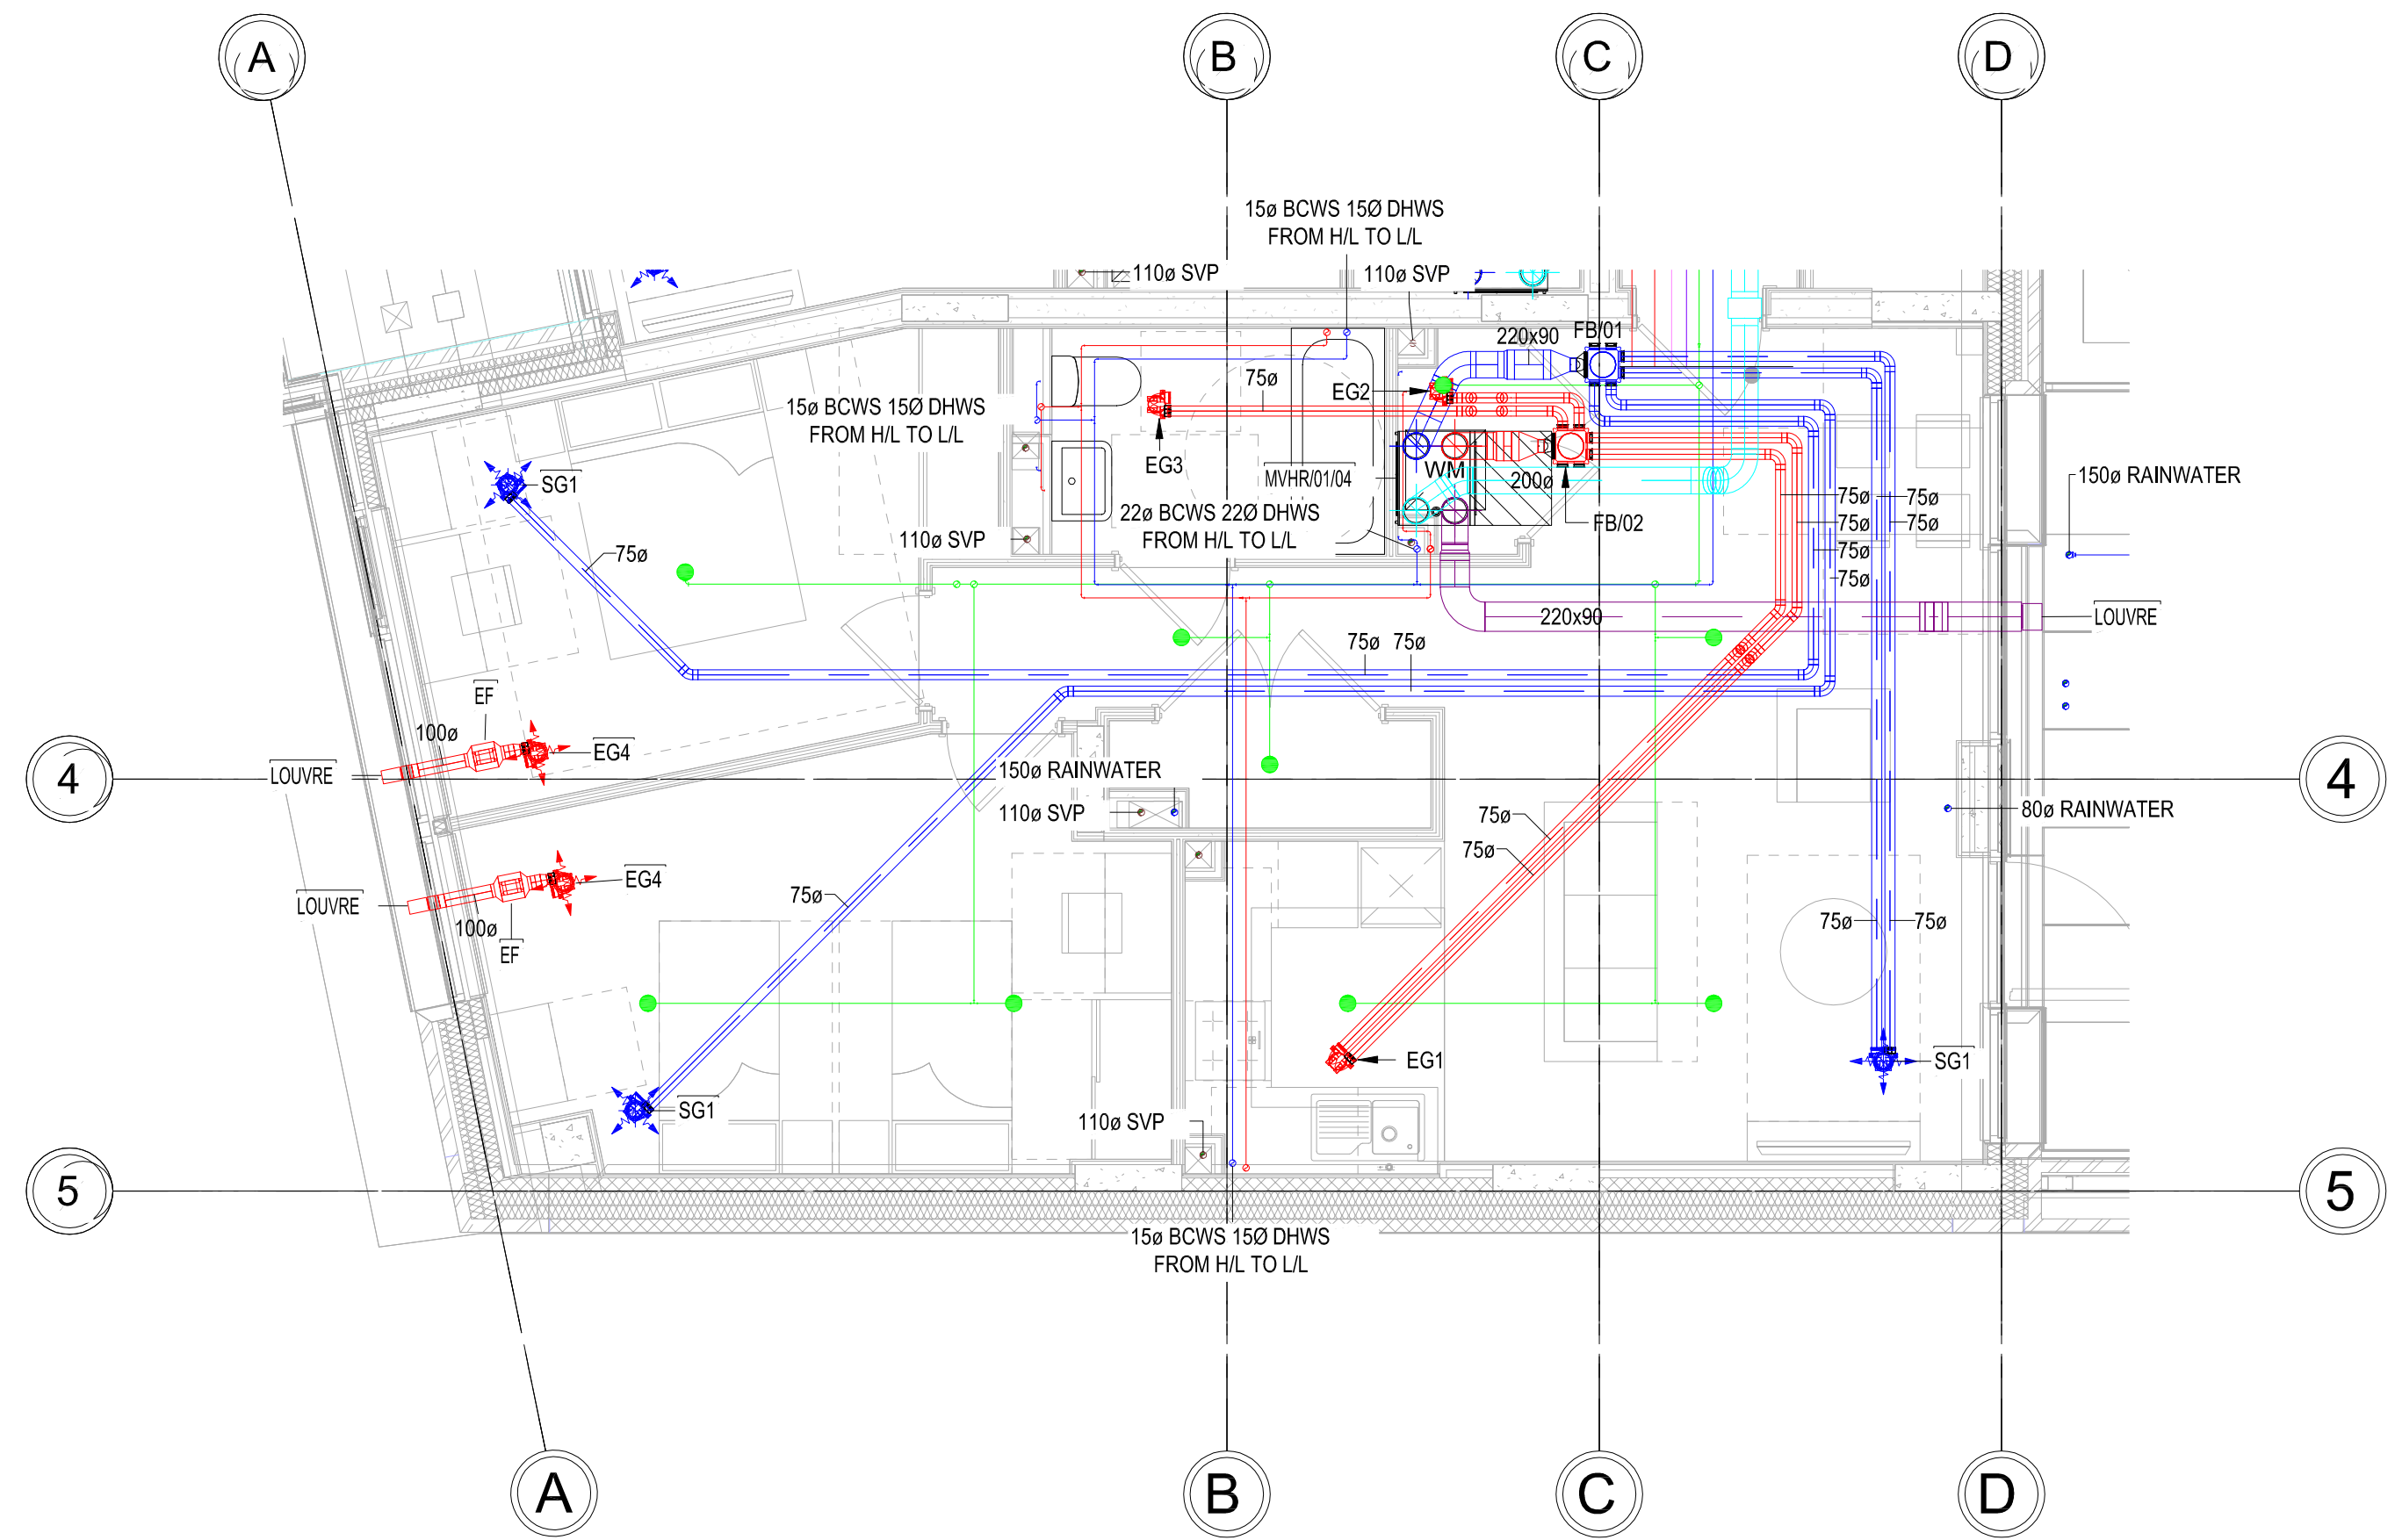 A
B
C
D
15ø BCWS 15Ø DHWS
FROM H/L TO L/L
110ø SVP
110ø SVP
220x90
FB/01
75ø
EG2
15ø BCWS 15Ø DHWS
FROM H/L TO L/L
EG3
SG1
MVHR/01/04
WM
200ø
150ø RAINWATER
75ø
75ø
75ø
75ø
22ø BCWS 22Ø DHWS
FROM H/L TO L/L
FB/02
110ø SVP
75ø
75ø
75ø
220x90
LOUVRE
75ø
75ø
EF
100ø
EG4
LOUVRE
4
150ø RAINWATER
4
110ø SVP
75ø
80ø RAINWATER
75ø
EG4
LOUVRE
75ø
100ø
EF
75ø
75ø
EG1
SG1
SG1
110ø SVP
5
5
15ø BCWS 15Ø DHWS
FROM H/L TO L/L
A
B
C
D